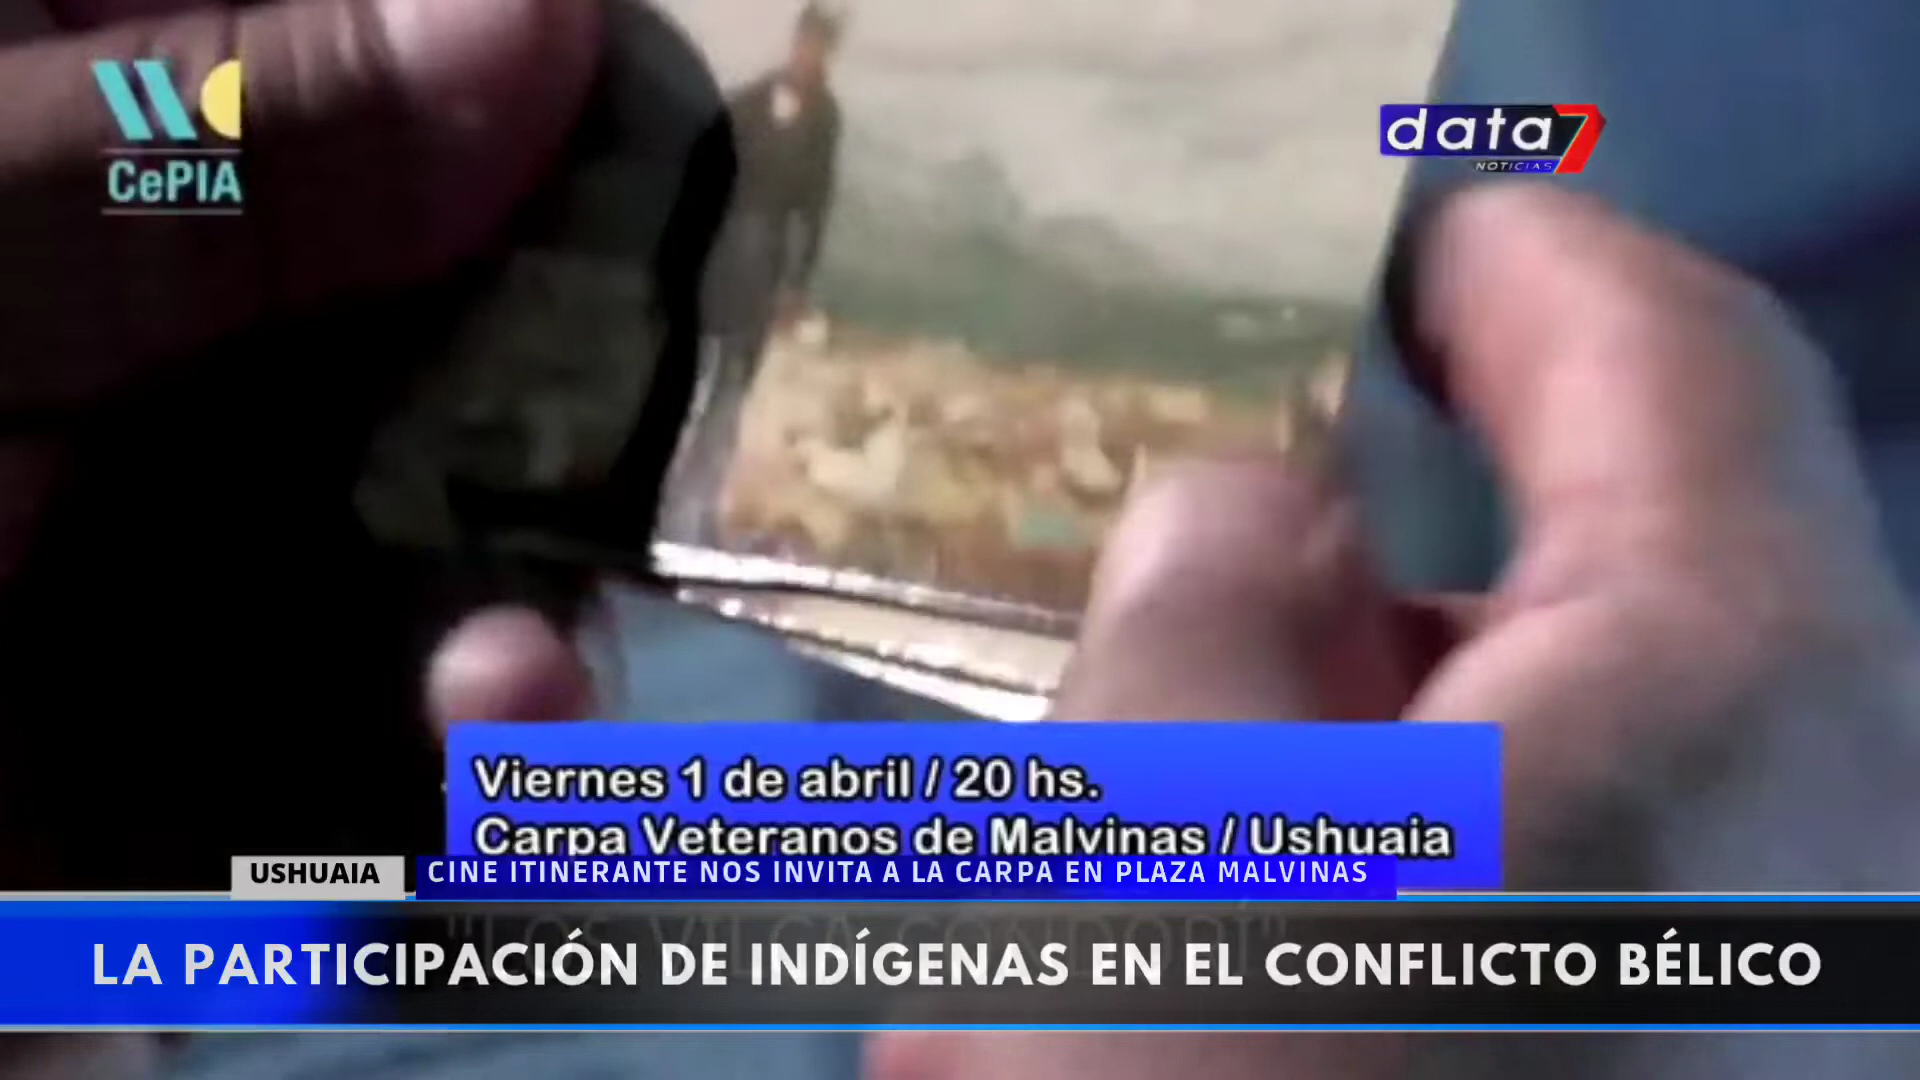 CePIA
data 7
NOTICIAS
Viernes 1 de abril / 20 hs.
Carpa Veteranos de Malvinas / Ushuaia
USHUAIA
CINE ITINERANTE NOS INVITA A LA CARPA EN PLAZA MALVINAS
LA PARTICIPACIÓN DE INDÍGENAS EN EL CONFLICTO BÉLICO